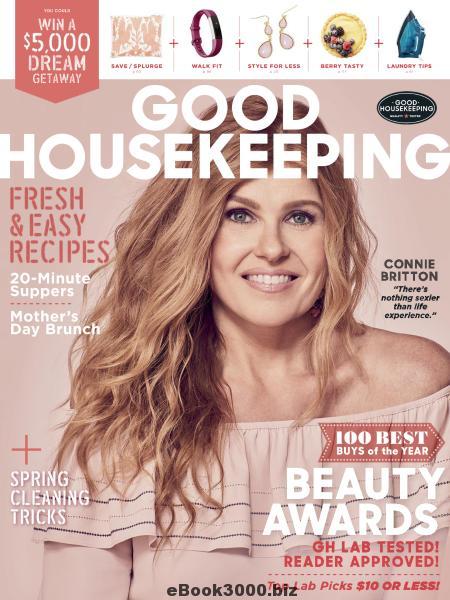 YOU COULD
WIN A
$5,000
DREAM
GETAWAY
SAVE / SPLURGE
+
WALK FIT
+
STYLE FOR LESS
+
BERRY TASTY
+
LAUNDRY TIPS
GOOD
HOUSEKEEPING
·GOOD·
HOUSEKEEPING
QUALITY TESTED
FRESH
& EASY
RECIPES
20-Minute
Suppers
Mother's
Day Brunch
CONNIE
BRITTON
"There's
nothing sexier
than life
experience."
+
SPRING
CLEANING
TRICKS
100 BEST
BUYS of the YEAR
BEAUTY
AWARDS
GH LAB TESTED!
READER APPROVED!
Top Lab Picks $10 OR LESS!
eBook3000.biz